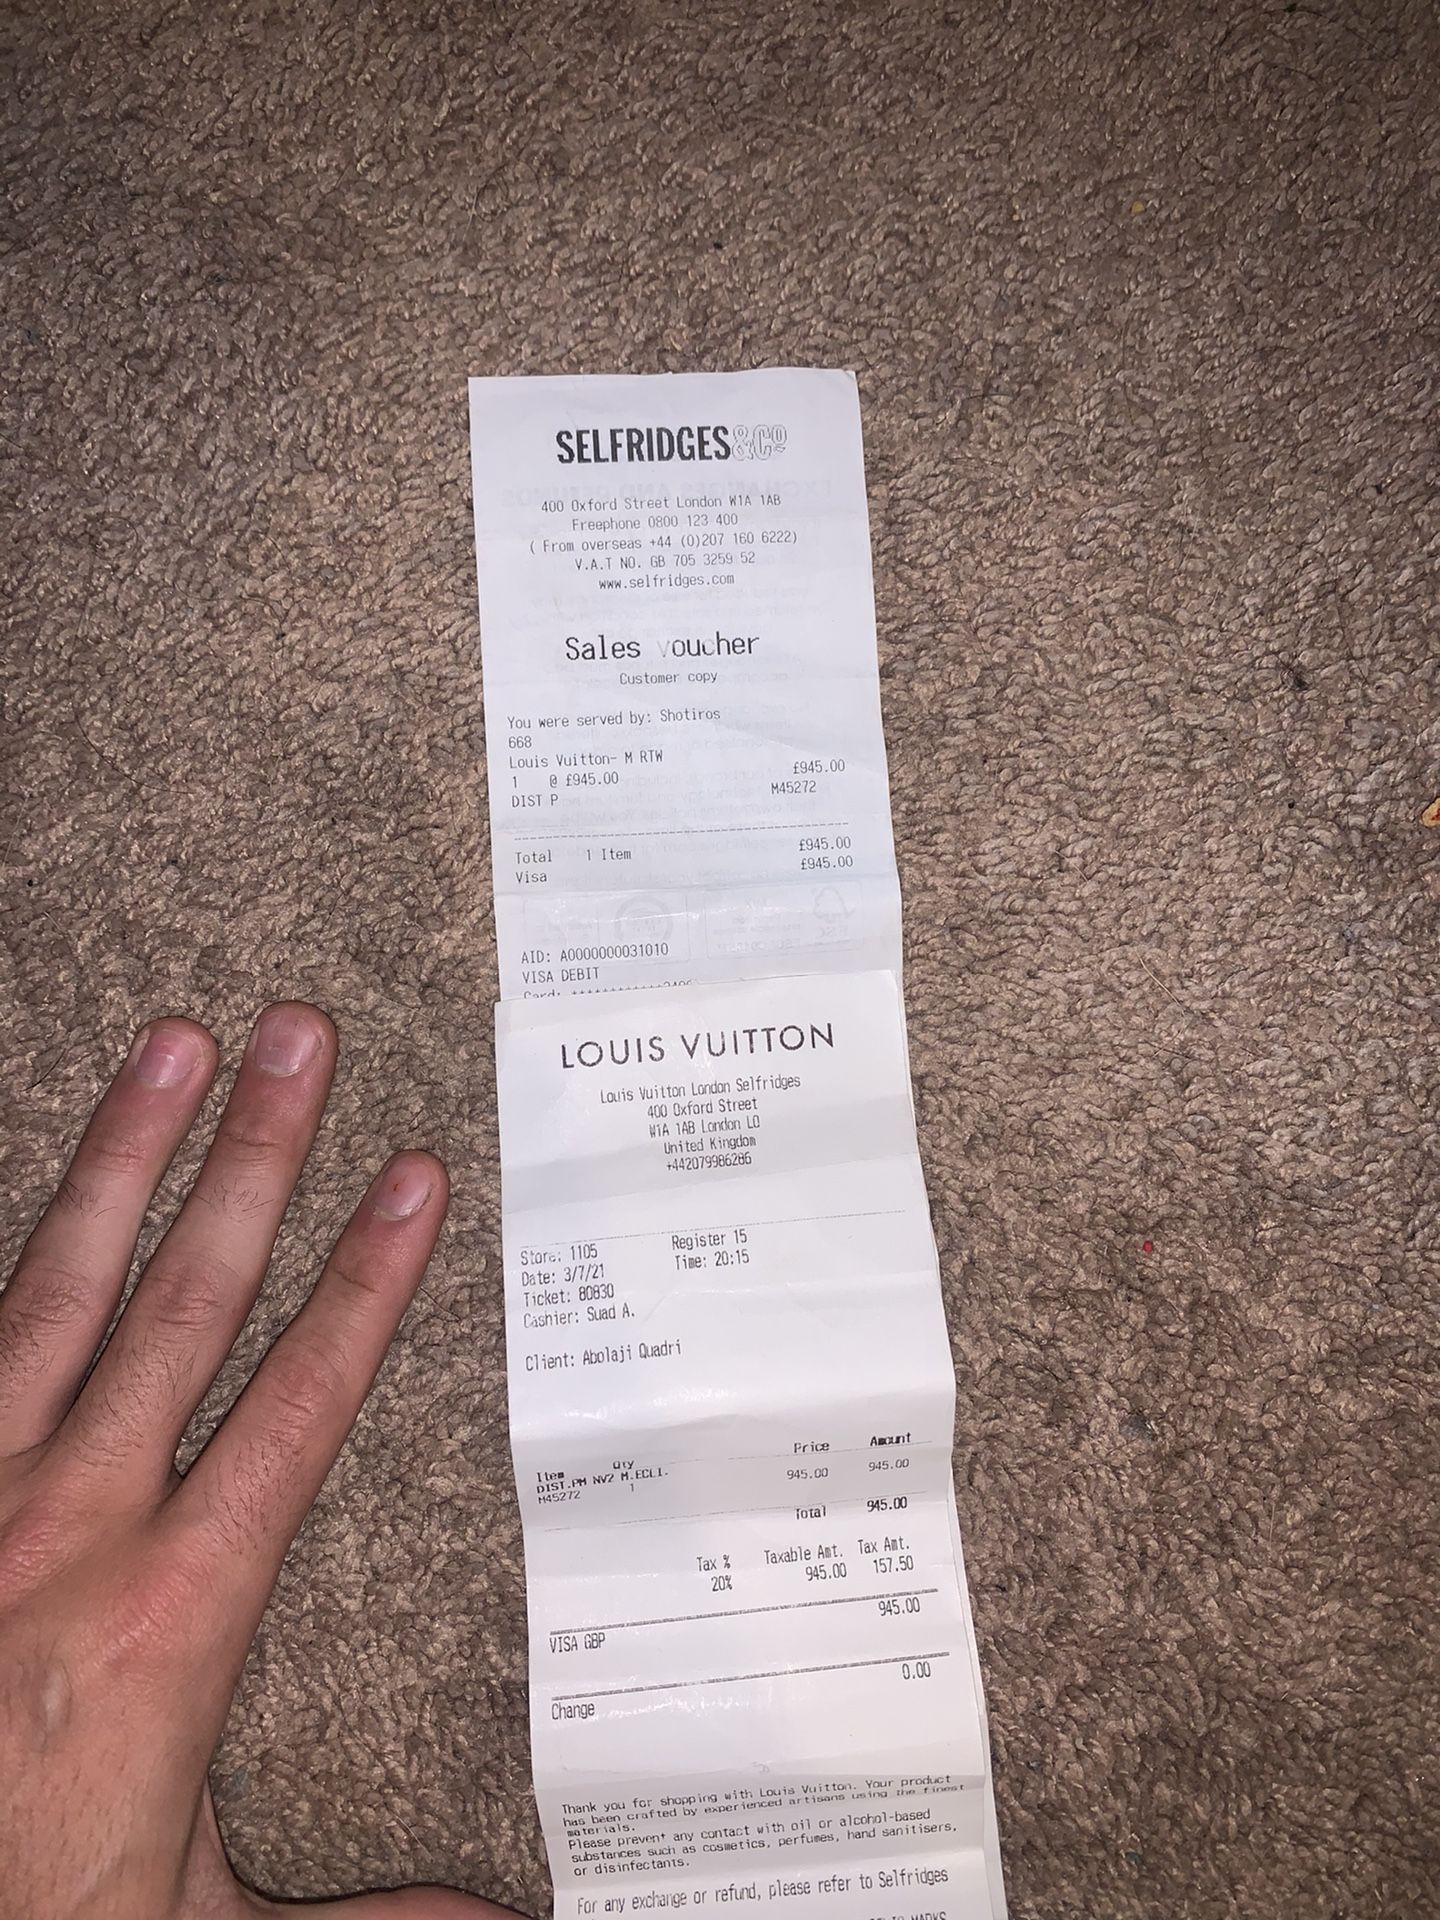 SELFRIDGES&Co
400 Oxford Street London W1A 1AB
Freephone 0800 123 400
( From overseas +44 (0)207 160 6222)
V.A.T NO. GB 705 3259 52
www.selfridges.com
Sales voucher
Customer copy
You were served by: Shotiros
668
Louis Vuitton- M RTW
1 @ £945.00 £945.00
DIST P M45272
Total 1 Item £945.00
Visa £945.00
AID: A0000000031010
VISA DEBIT
Card:
LOUIS VUITTON
Louis Vuitton London Selfridges
400 Oxford Street
W1A 1AB London LO
United Kingdom
+442079986286
Store: 1105 Register 15
Date: 3/7/21 Time: 20:15
Ticket: 80830
Cashier: Suad A.
Client: Abolaji Quadri
Item Qty Price Amount
DIST.PM NV2 M.ECLI. 945.00 945.00
M45272 1
Total 945.00
Tax % Taxable Amt. Tax Amt.
20% 945.00 157.50
945.00
VISA GBP
0.00
Change
Thank you for shopping with Louis Vuitton. Your product
has been crafted by experienced artisans using the finest
materials.
Please prevent any contact with oil or alcohol-based
substances such as cosmetics, perfumes, hand sanitisers,
or disinfectants.
For any exchange or refund, please refer to Selfridges